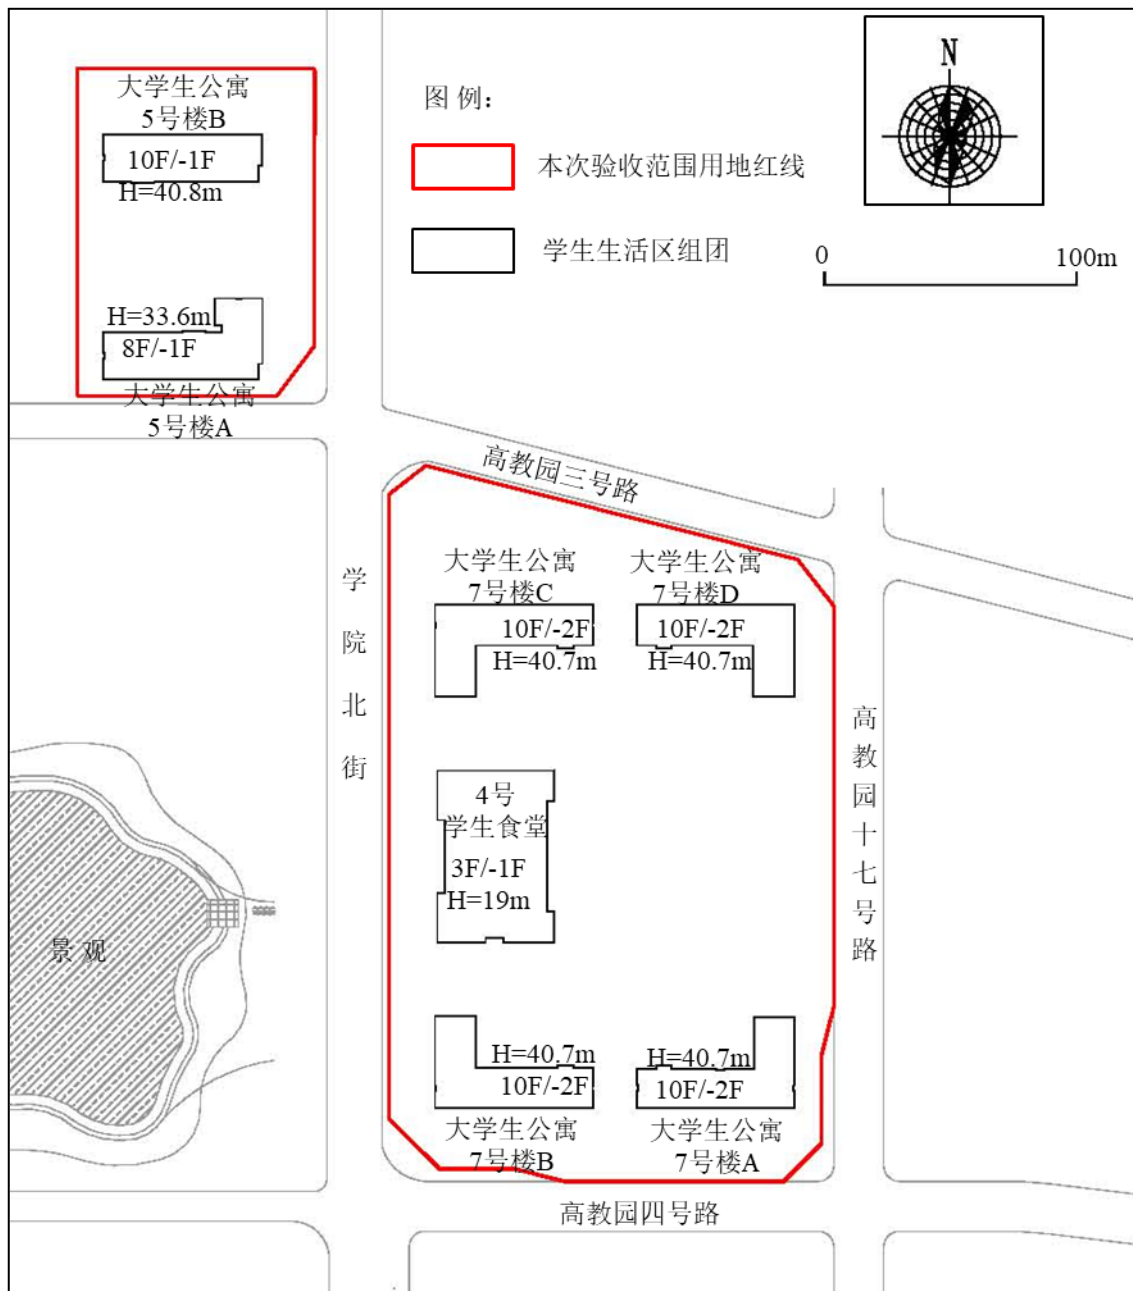 大学生公寓
5号楼B
10F/-1F
H=40.8m
H=33.6m
8F/-1F
大学生公寓
5号楼A
图 例：
本次验收范围用地红线
学生生活区组团
N
0
100m
高教园三号路
学院北街
大学生公寓
7号楼C
10F/-2F
H=40.7m
大学生公寓
7号楼D
10F/-2F
H=40.7m
高教园十七号路
4号
学生食堂
3F/-1F
H=19m
景 观
H=40.7m
10F/-2F
大学生公寓
7号楼B
H=40.7m
10F/-2F
大学生公寓
7号楼A
高教园四号路